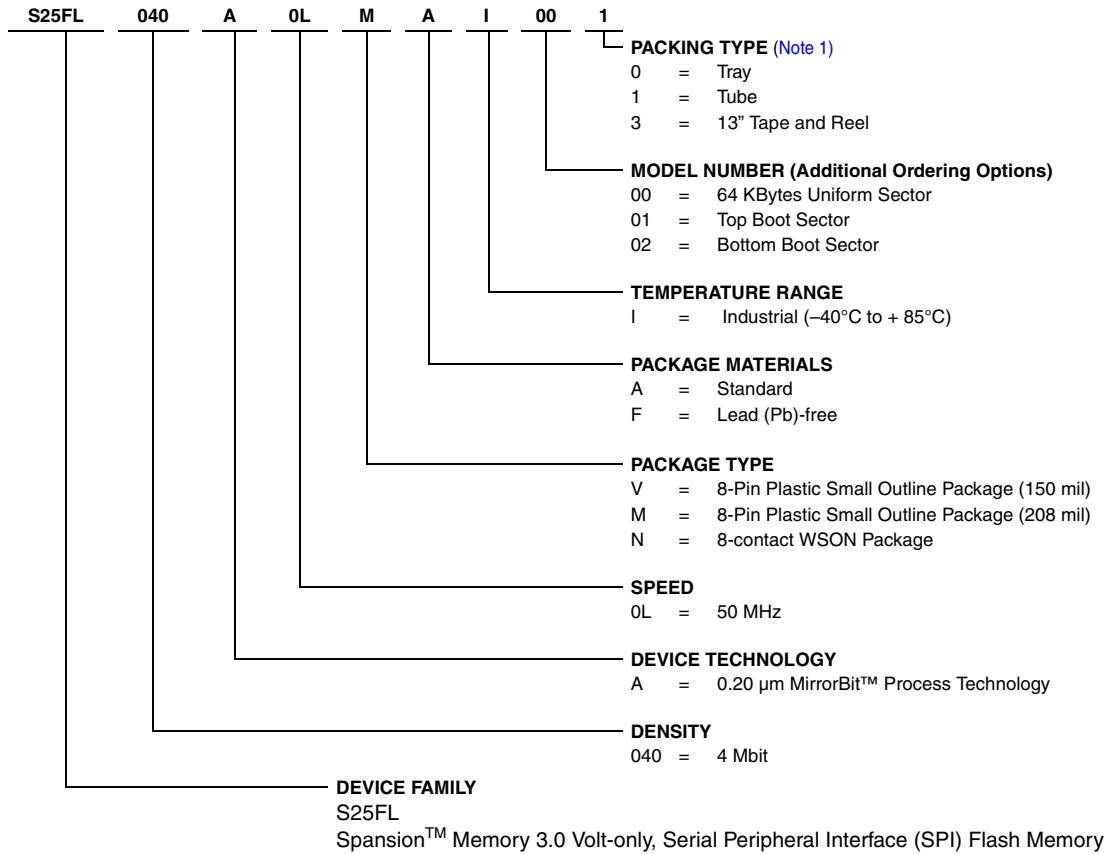 S25FL 040 A 0L M A I 00 1
PACKING TYPE (Note 1)
0 = Tray
1 = Tube
3 = 13” Tape and Reel
MODEL NUMBER (Additional Ordering Options)
00 = 64 KBytes Uniform Sector
01 = Top Boot Sector
02 = Bottom Boot Sector
TEMPERATURE RANGE
I = Industrial (–40°C to + 85°C)
PACKAGE MATERIALS
A = Standard
F = Lead (Pb)-free
PACKAGE TYPE
V = 8-Pin Plastic Small Outline Package (150 mil)
M = 8-Pin Plastic Small Outline Package (208 mil)
N = 8-contact WSON Package
SPEED
0L = 50 MHz
DEVICE TECHNOLOGY
A = 0.20 µm MirrorBit™ Process Technology
DENSITY
040 = 4 Mbit
DEVICE FAMILY
S25FL
Spansion™ Memory 3.0 Volt-only, Serial Peripheral Interface (SPI) Flash Memory